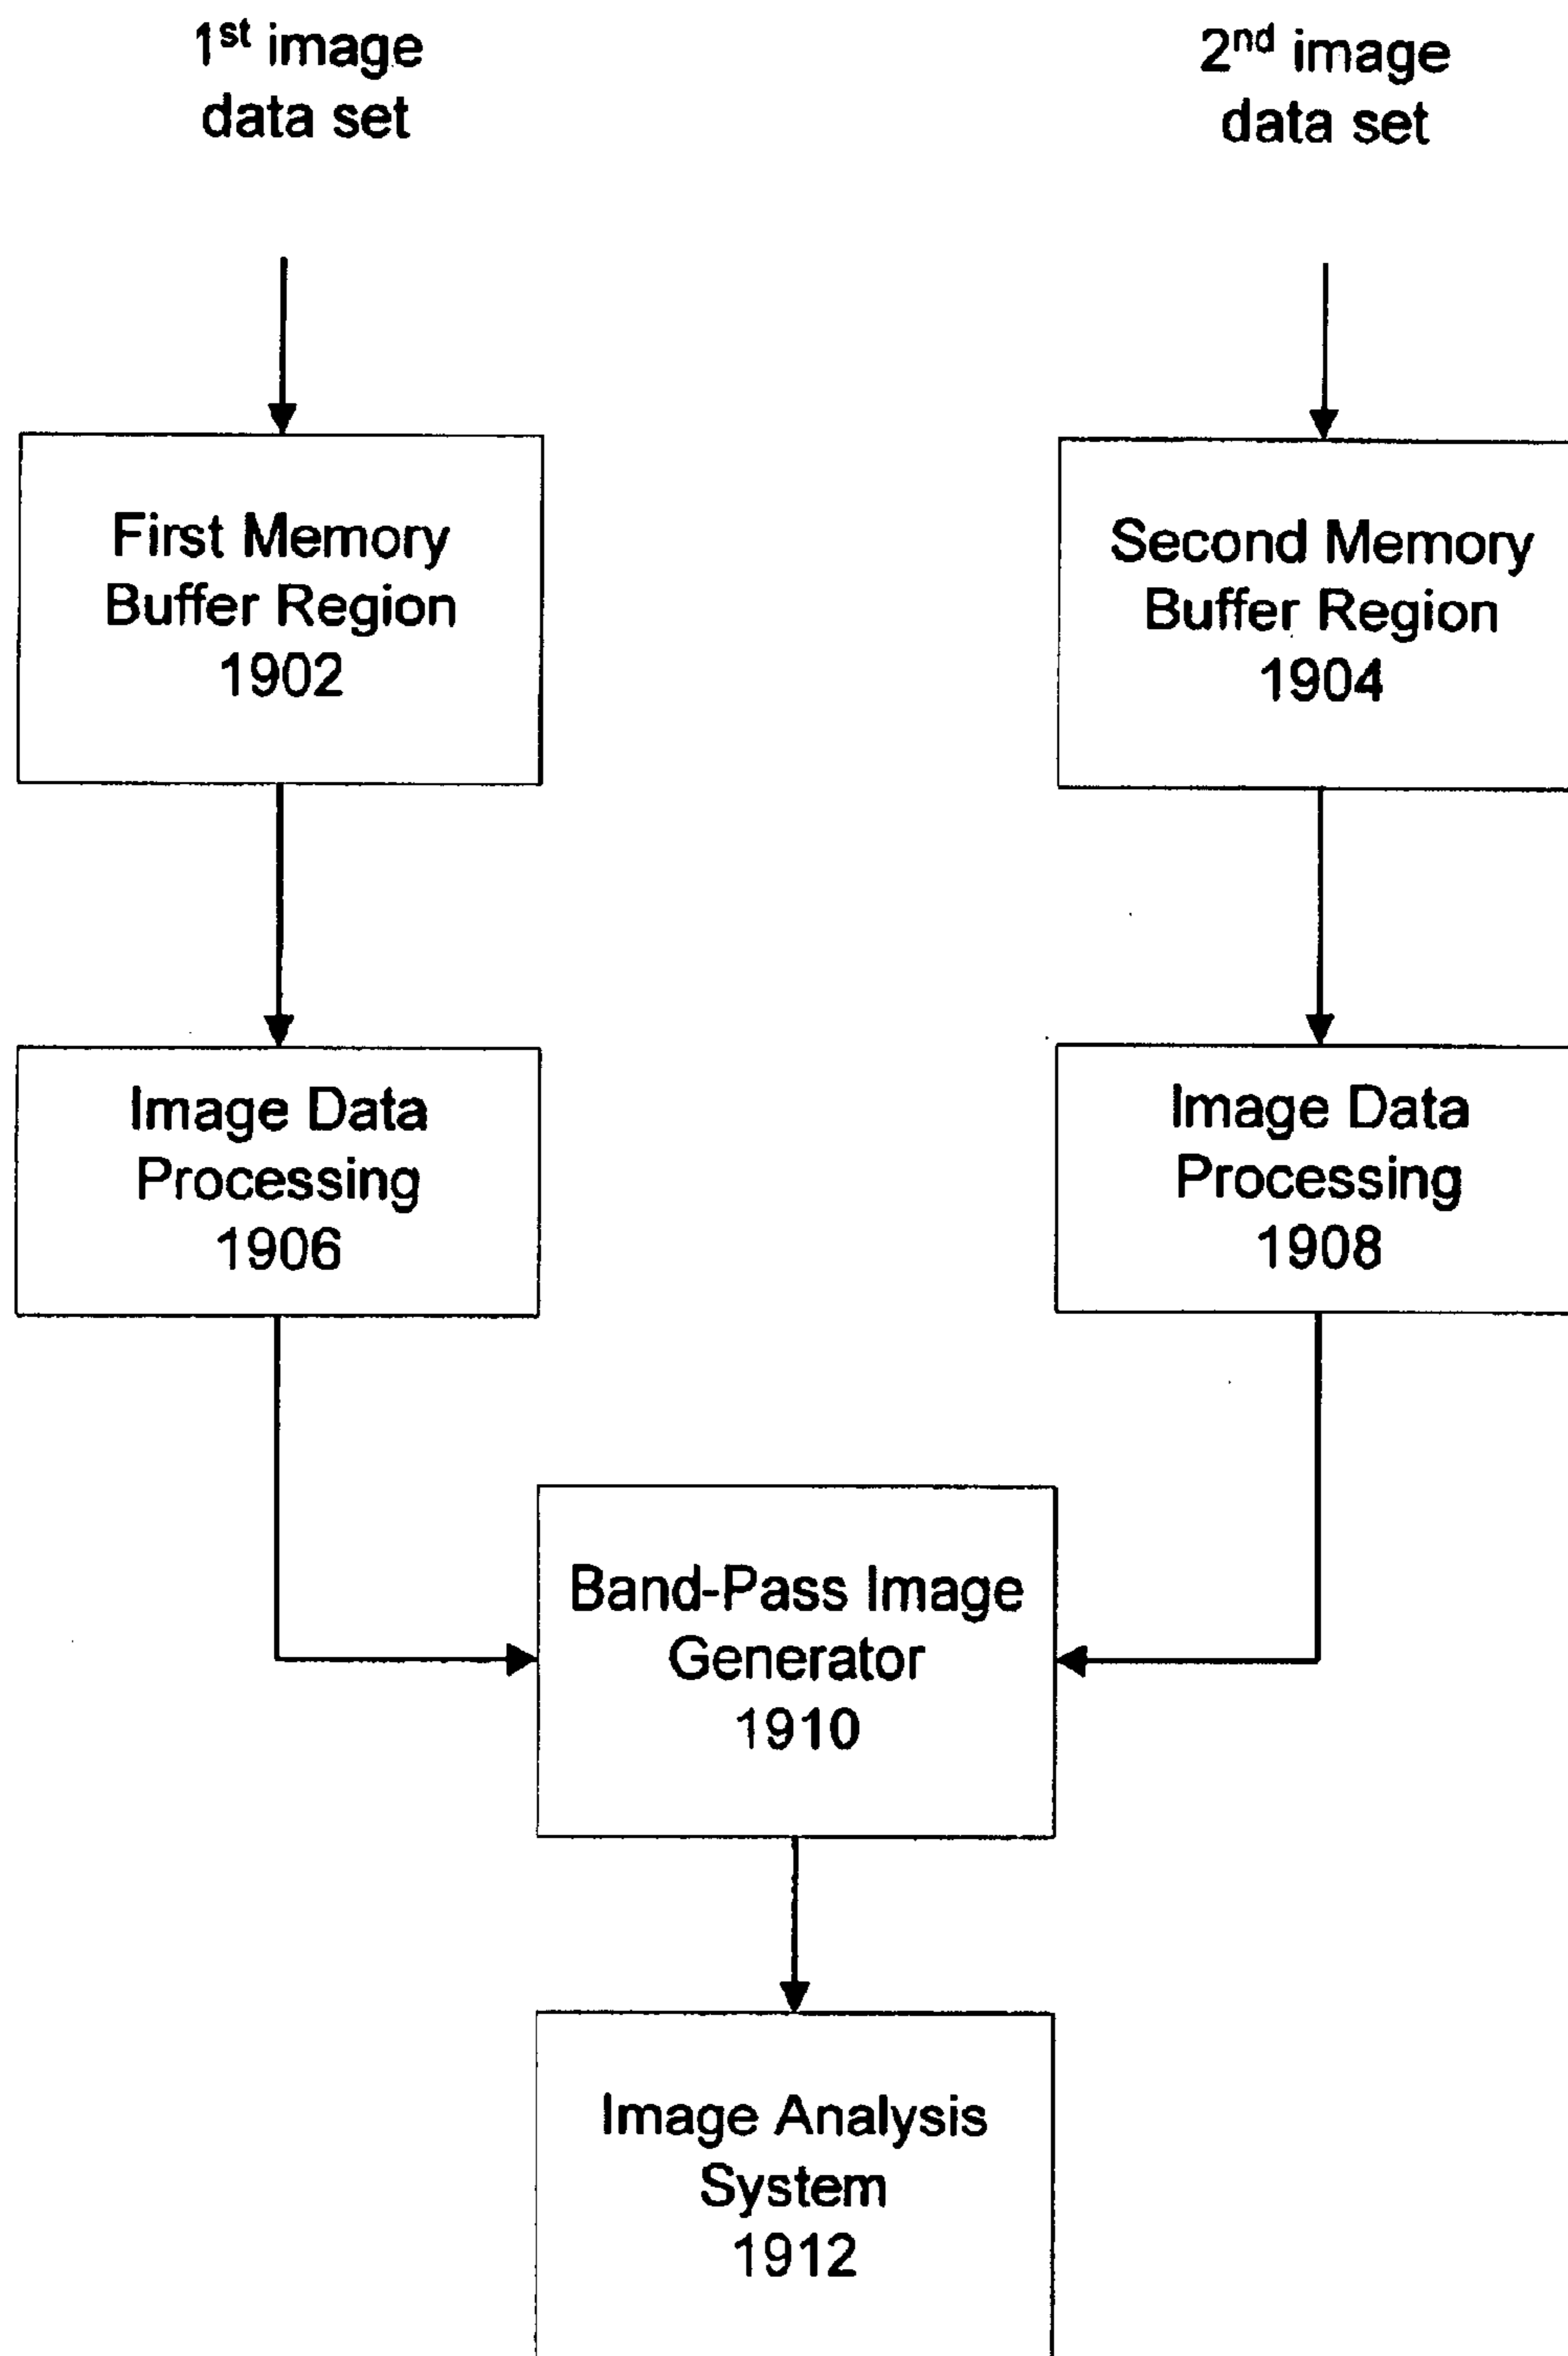 1st image
data set
2nd image
data set
First Memory
Buffer Region
1902
Second Memory
Buffer Region
1904
Image Data
Processing
1906
Image Data
Processing
1908
Band-Pass Image
Generator
1910
Image Analysis
System
1912